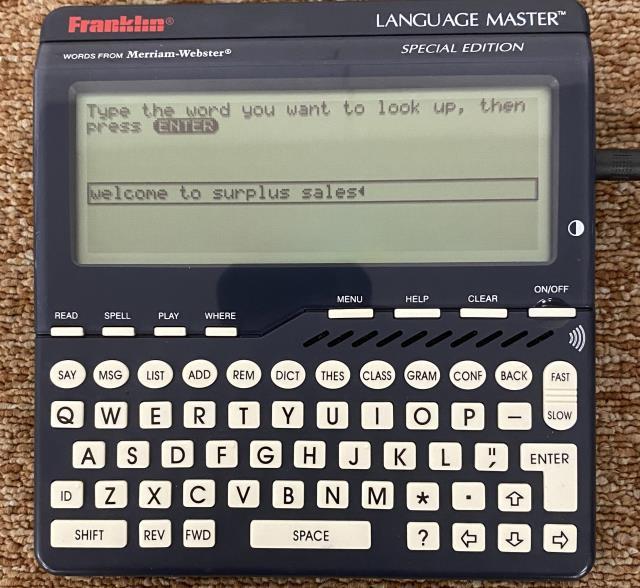 Franklin® LANGUAGE MASTER™
WORDS FROM Merriam-Webster® SPECIAL EDITION
Type the word you want to look up, then
press ENTER
welcome to surplus sales
ON/OFF
MENU HELP CLEAR
READ SPELL PLAY WHERE
SAY MSG LIST ADD REM DICT THES CLASS GRAM CONF BACK FAST
Q W E R T Y U I O P — SLOW
A S D F G H J K L " ; ENTER
ID Z X C V B N M * .
SHIFT REV FWD SPACE ?